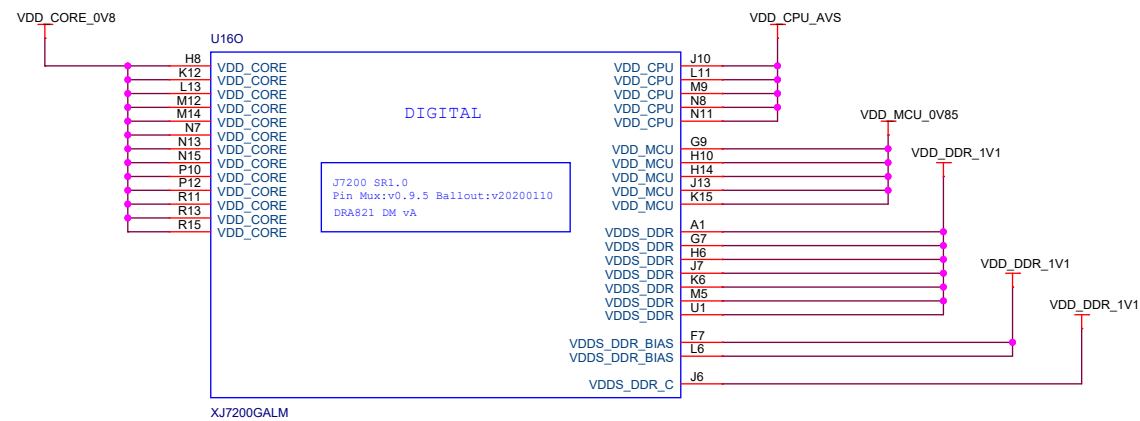 VDD_CORE_0V8
VDD_CPU_AVS
U16O
H8 VDD_CORE
K12 VDD_CORE
L13 VDD_CORE
M12 VDD_CORE
M14 VDD_CORE
N7 VDD_CORE
N13 VDD_CORE
N15 VDD_CORE
P10 VDD_CORE
P12 VDD_CORE
R11 VDD_CORE
R13 VDD_CORE
R15 VDD_CORE
DIGITAL
J7200 SR1.0
Pin Mux:v0.9.5 Ballout:v20200110
DRA821 DM vA
VDD_CPU J10
VDD_CPU L11
VDD_CPU M9
VDD_CPU N8
VDD_CPU N11
VDD_MCU_0V85
VDD_MCU G9
VDD_MCU H10
VDD_MCU H14
VDD_MCU J13
VDD_MCU K15
VDD_DDR_1V1
VDDS_DDR A1
VDDS_DDR G7
VDDS_DDR H6
VDDS_DDR J7
VDDS_DDR K6
VDDS_DDR M5
VDDS_DDR U1
VDD_DDR_1V1
VDDS_DDR_BIAS F7
VDDS_DDR_BIAS L6
VDD_DDR_1V1
VDDS_DDR_C J6
XJ7200GALM